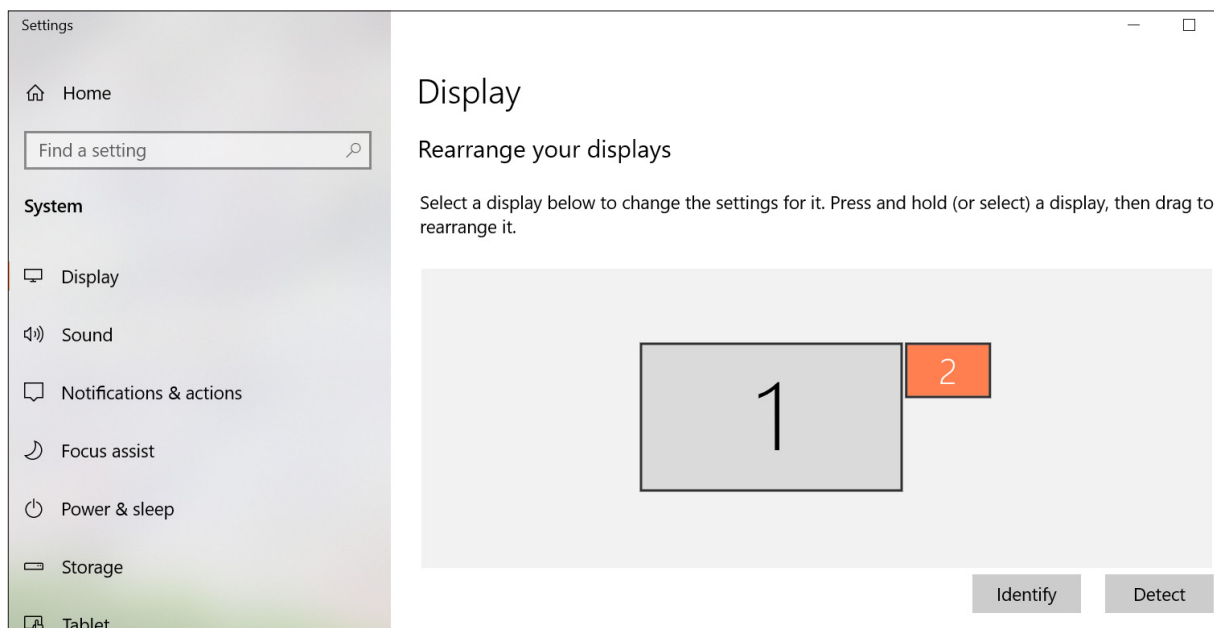 Settings
Home
Find a setting
System
Display
Sound
Notifications & actions
Focus assist
Power & sleep
Storage
Tablet
Display
Rearrange your displays
Select a display below to change the settings for it. Press and hold (or select) a display, then drag to
rearrange it.
1
2
Identify
Detect